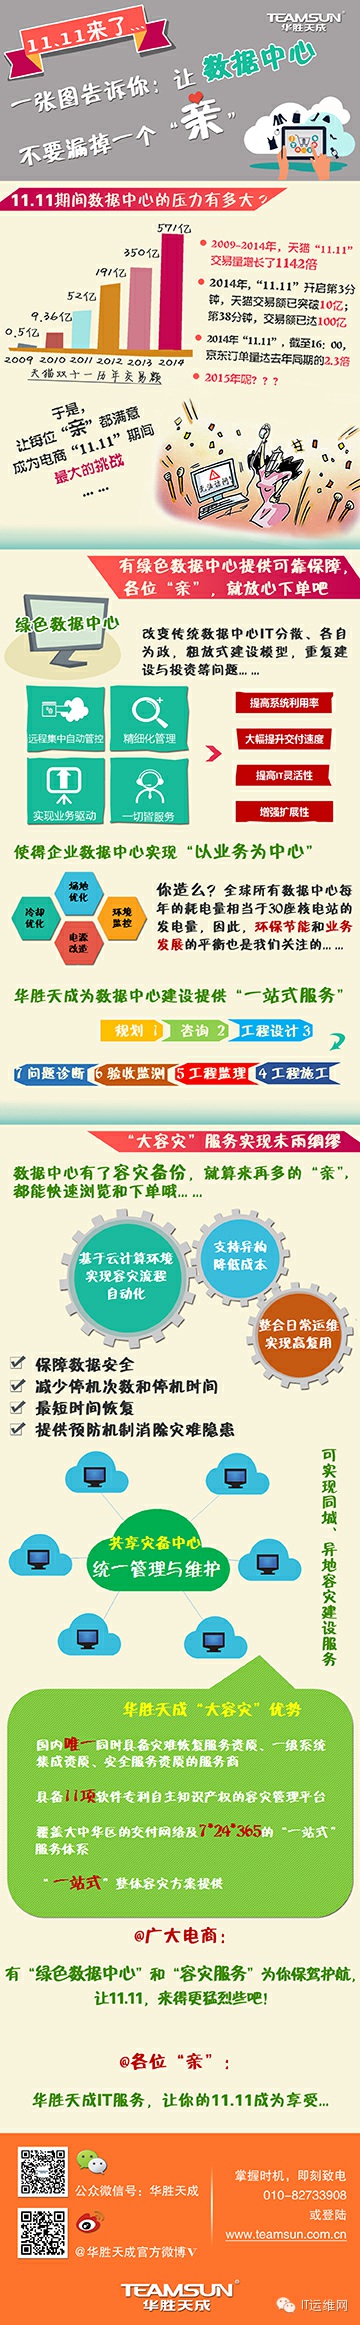 TEAMSUN®
华胜天成
11.11来了...
一张图告诉你：让 数据中心
不要漏掉一个“亲”
11.11期间数据中心的压力有多大？
571亿
350亿
191亿
52亿
9.36亿
0.5亿
2009 2010 2011 2012 2013 2014
天猫双十一历年交易额
2009-2014年，天猫“11.11”
交易量增长了1142倍
2014年，“11.11”开启第3分
钟，天猫交易额已突破10亿；
第38分钟，交易额已达100亿
2014年“11.11”，截至16：00，
京东订单量达去年同期的2.3倍
2015年呢？？？
于是，
让每位“亲”都满意
成为电商“11.11”期间
最大的挑战
... ...
无法访问
有绿色数据中心提供可靠保障，
各位“亲”，就放心下单吧
绿色数据中心
改变传统数据中心IT分散、各自
为政，粗放式建设模型，重复建
设与投资等问题... ...
远程集中自动管控
精细化管理
实现业务驱动
一切皆服务
提高系统利用率
大幅提升交付速度
提高IT灵活性
增强扩展性
使得企业数据中心实现“以业务为中心”
冷却
优化
场地
优化
环境
监控
电源
改造
你造么？全球所有数据中心每
年的耗电量相当于30座核电站的
发电量，因此，环保节能和业务
发展的平衡也是我们关注的... ...
华胜天成为数据中心建设提供“一站式服务”
规划 1 咨询 2 工程设计 3
7 问题诊断 6 验收监测 5 工程监理 4 工程施工
“大容灾”服务实现未雨绸缪
数据中心有了容灾备份，就算来再多的“亲”，
都能快速浏览和下单哦... ...
基于云计算环境
实现容灾流程
自动化
支持异构
降低成本
整合日常运维
实现高复用
保障数据安全
减少停机次数和停机时间
最短时间恢复
提供预防机制消除灾难隐患
共享灾备中心
统一管理与维护
可实现同城、异地容灾建设服务
华胜天成“大容灾”优势
国内唯一同时具备灾难恢复服务资质、一级系统
集成资质、安全服务资质的服务商
具备11项软件专利自主知识产权的容灾管理平台
覆盖大中华区的交付网络及7*24*365的“一站式”
服务体系
“一站式”整体容灾方案提供
@广大电商：
有“绿色数据中心”和“容灾服务”为你保驾护航，
让11.11，来得更猛烈些吧！
@各位“亲”：
华胜天成IT服务，让你的11.11成为享受...
公众微信号：华胜天成
@华胜天成官方微博V
掌握时机，即刻致电
010-82733908
或登陆
www.teamsun.com.cn
TEAMSUN®
华胜天成
IT运维网